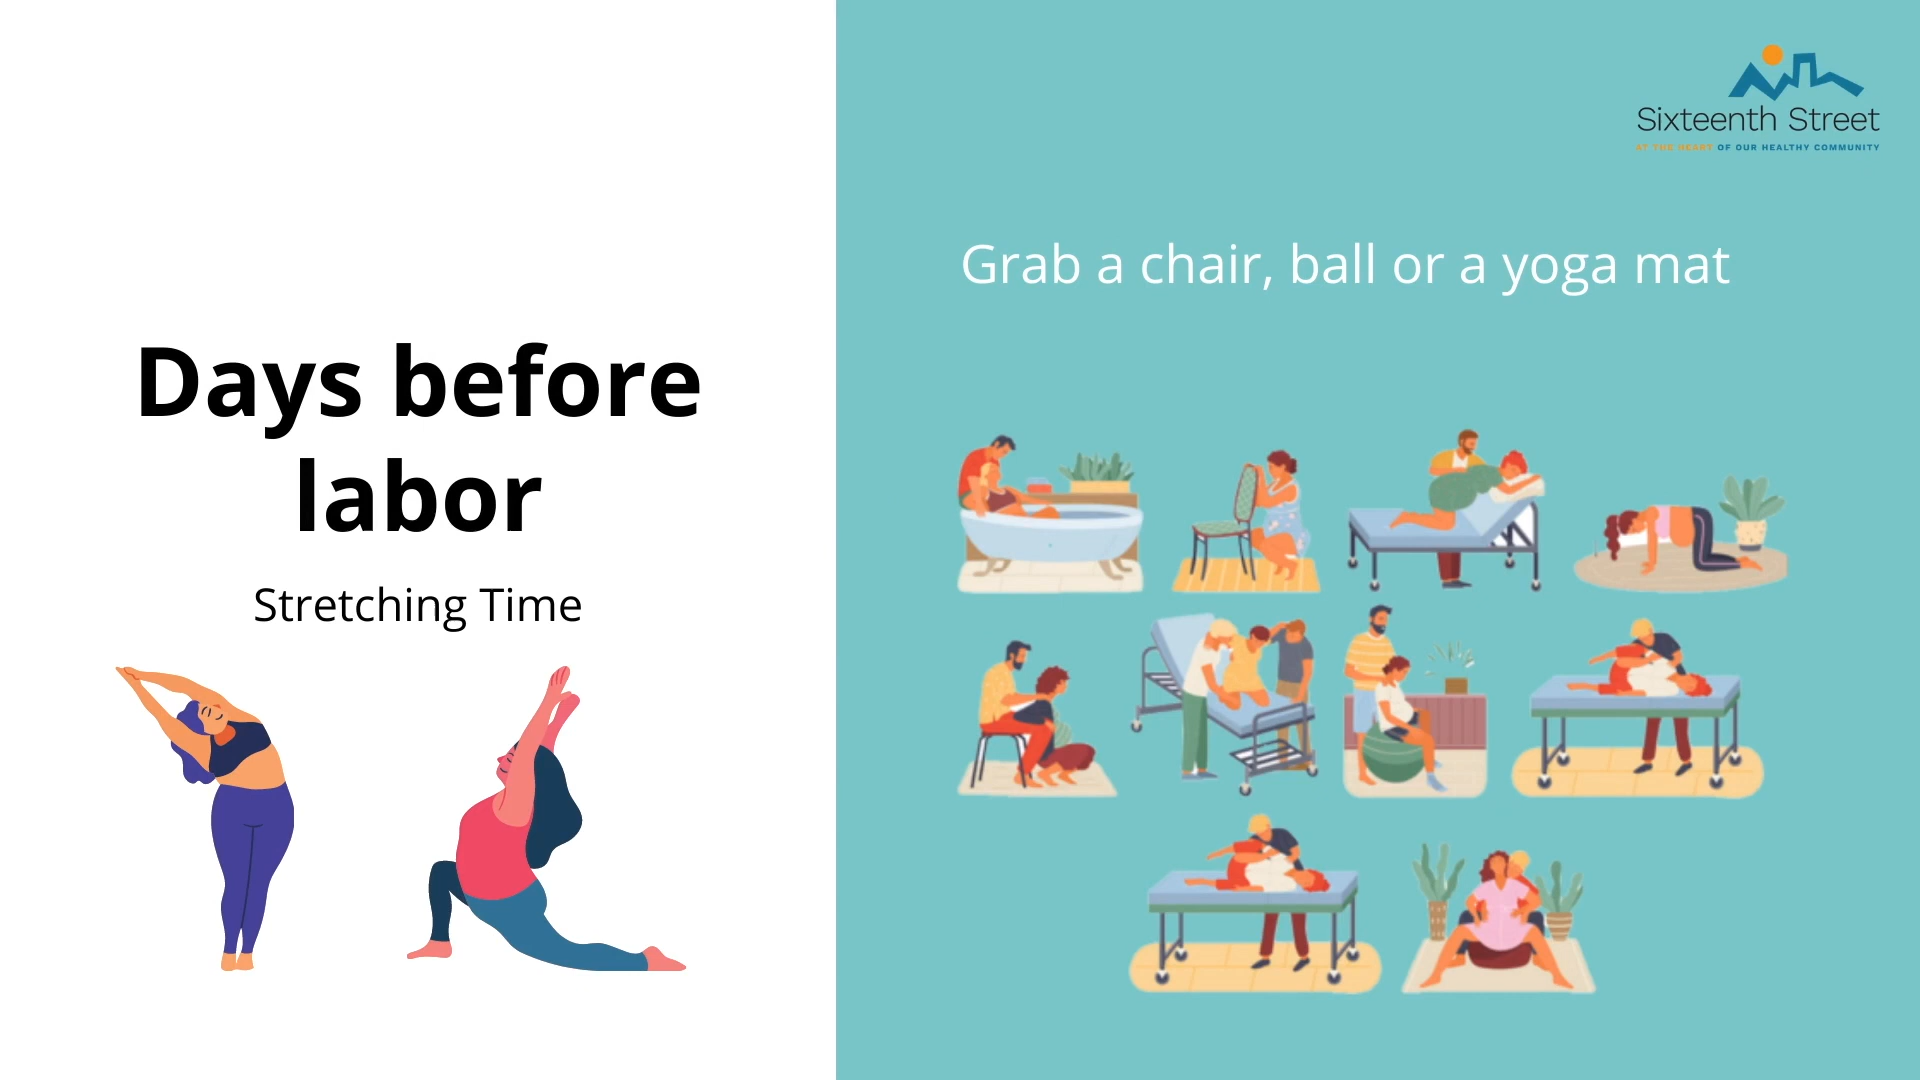 Days before
labor
Stretching Time
Sixteenth Street
AT THE HEART OF OUR HEALTHY COMMUNITY
Grab a chair, ball or a yoga mat